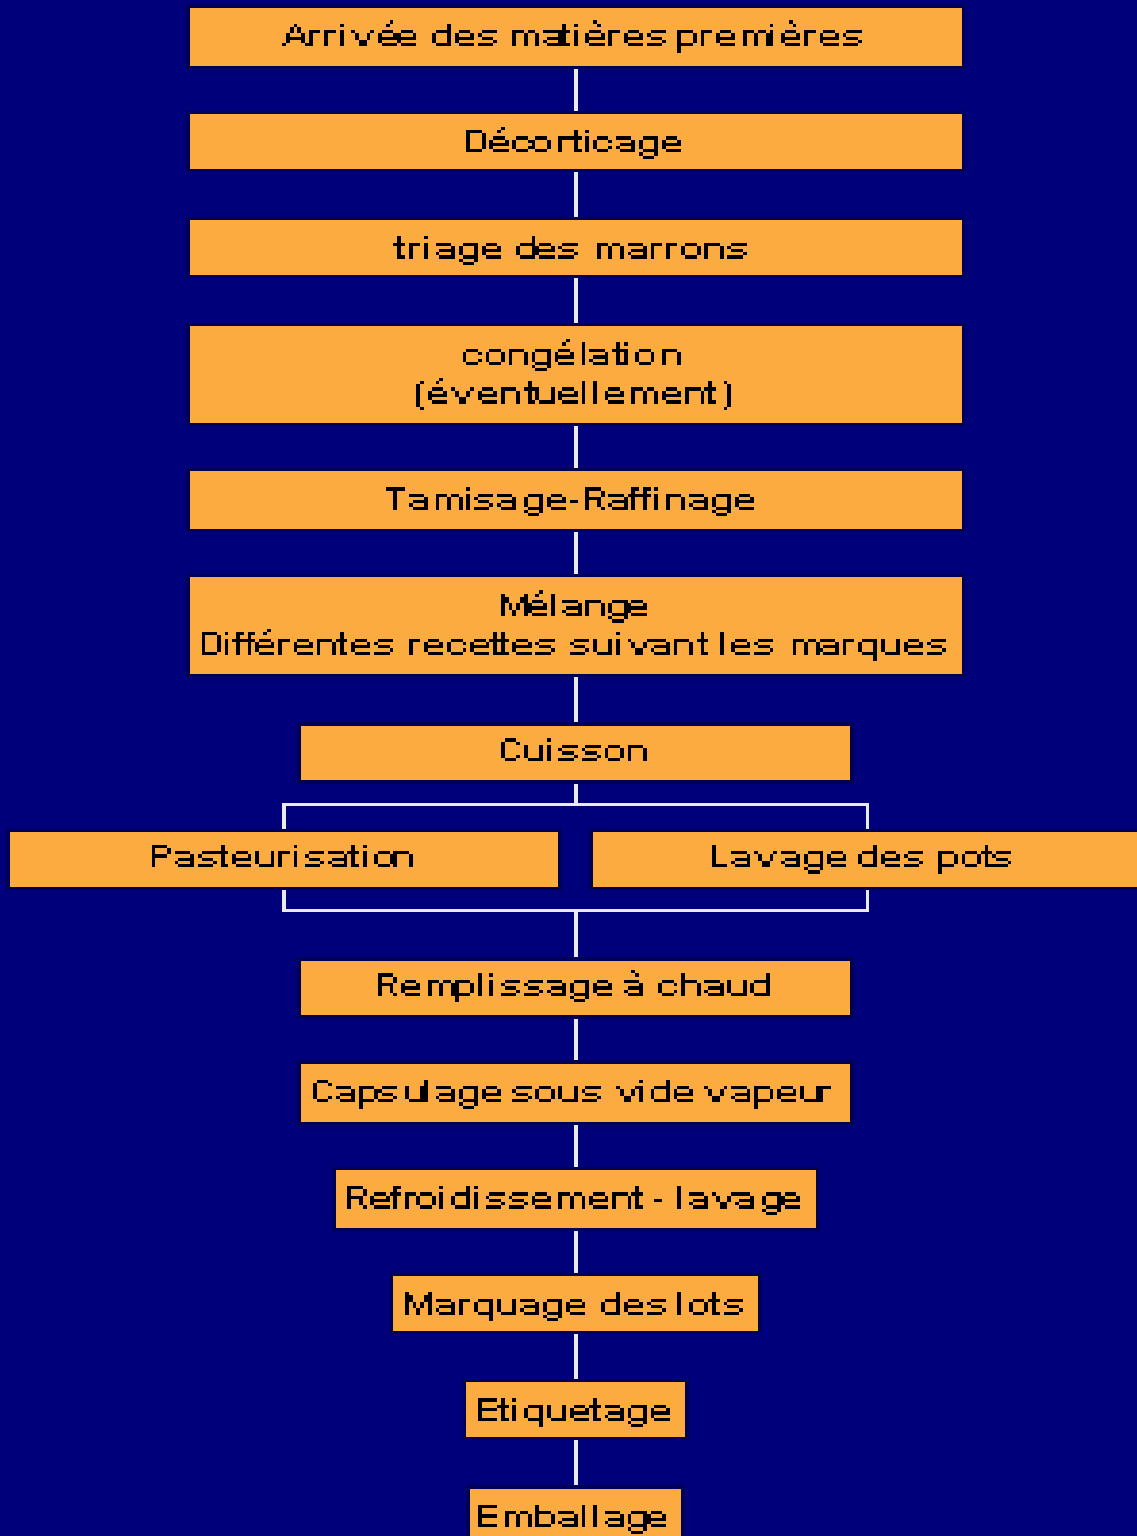 Arrivée des matières premières
Décorticage
triage des marrons
congélation
(éventuellement)
Tamisage-Raffinage
Mélange
Différentes recettes suivant les marques
Cuisson
Pasteurisation
Lavage des pots
Remplissage à chaud
Capsulage sous vide vapeur
Refroidissement - lavage
Marquage des lots
Etiquetage
Emballage